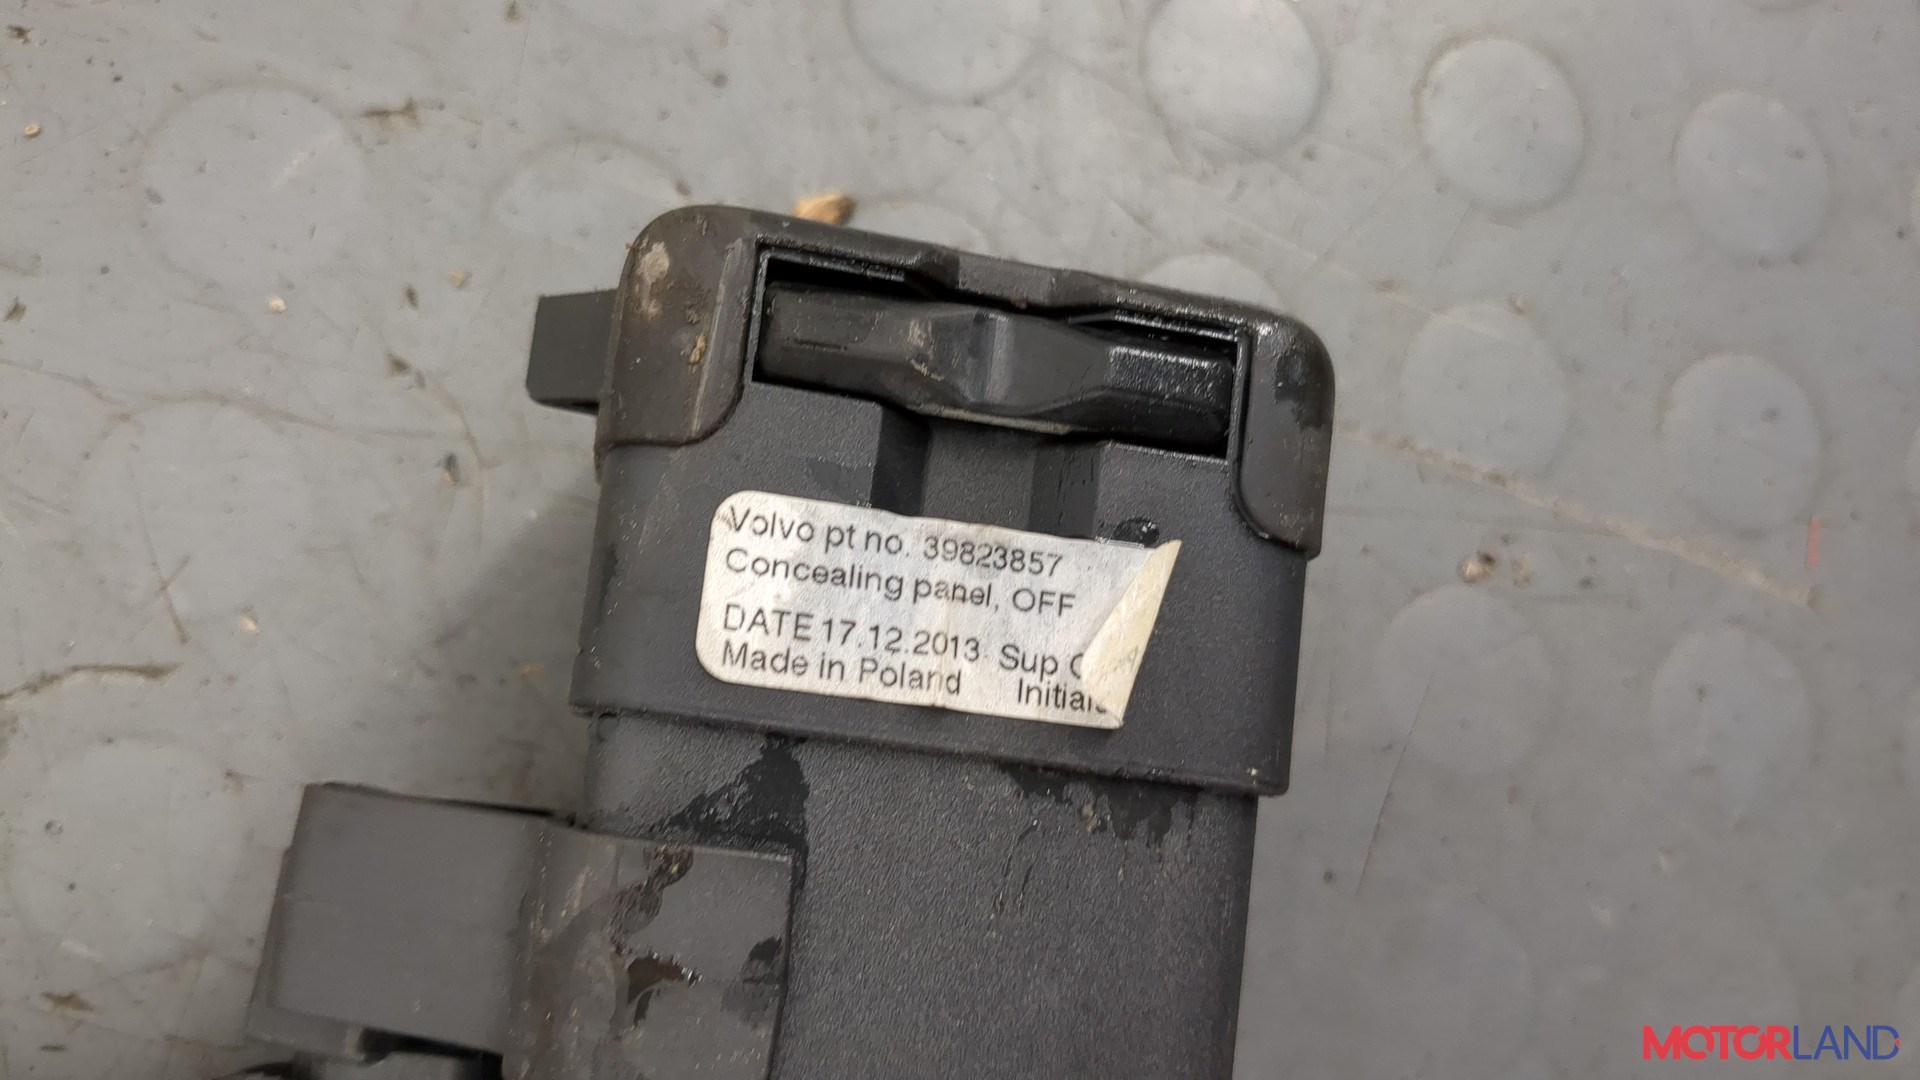 Volvo pt no. 39823857
Concealing panel, OFF
DATE 17.12.2013 Sup
Made in Poland
MOTORLAND